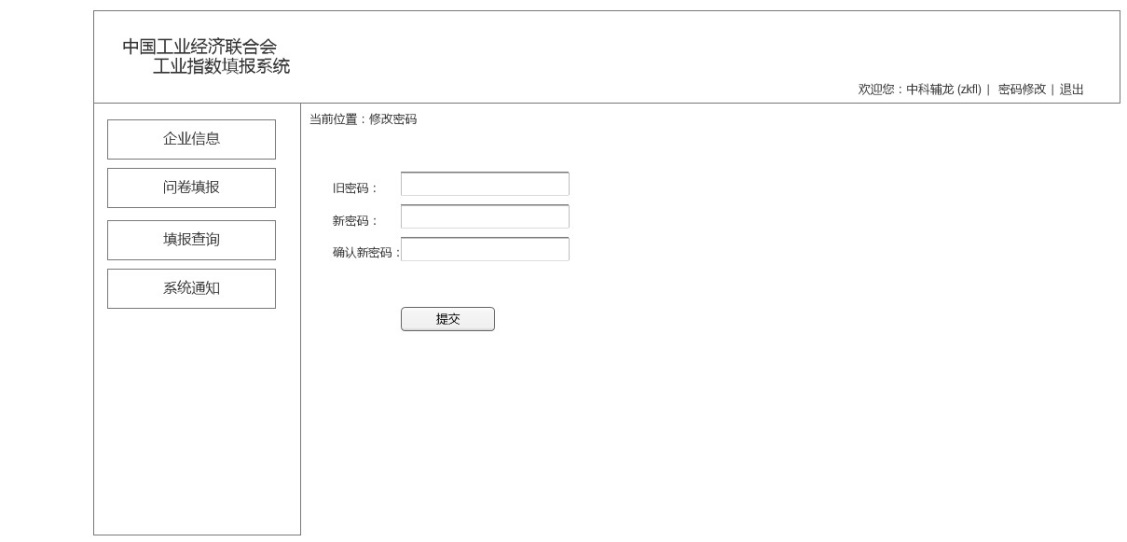 中国工业经济联合会
工业指数填报系统
欢迎您：中科辅龙 (zkfl) | 密码修改 | 退出
当前位置：修改密码
企业信息
问卷填报
填报查询
系统通知
旧密码：
新密码：
确认新密码：
提交